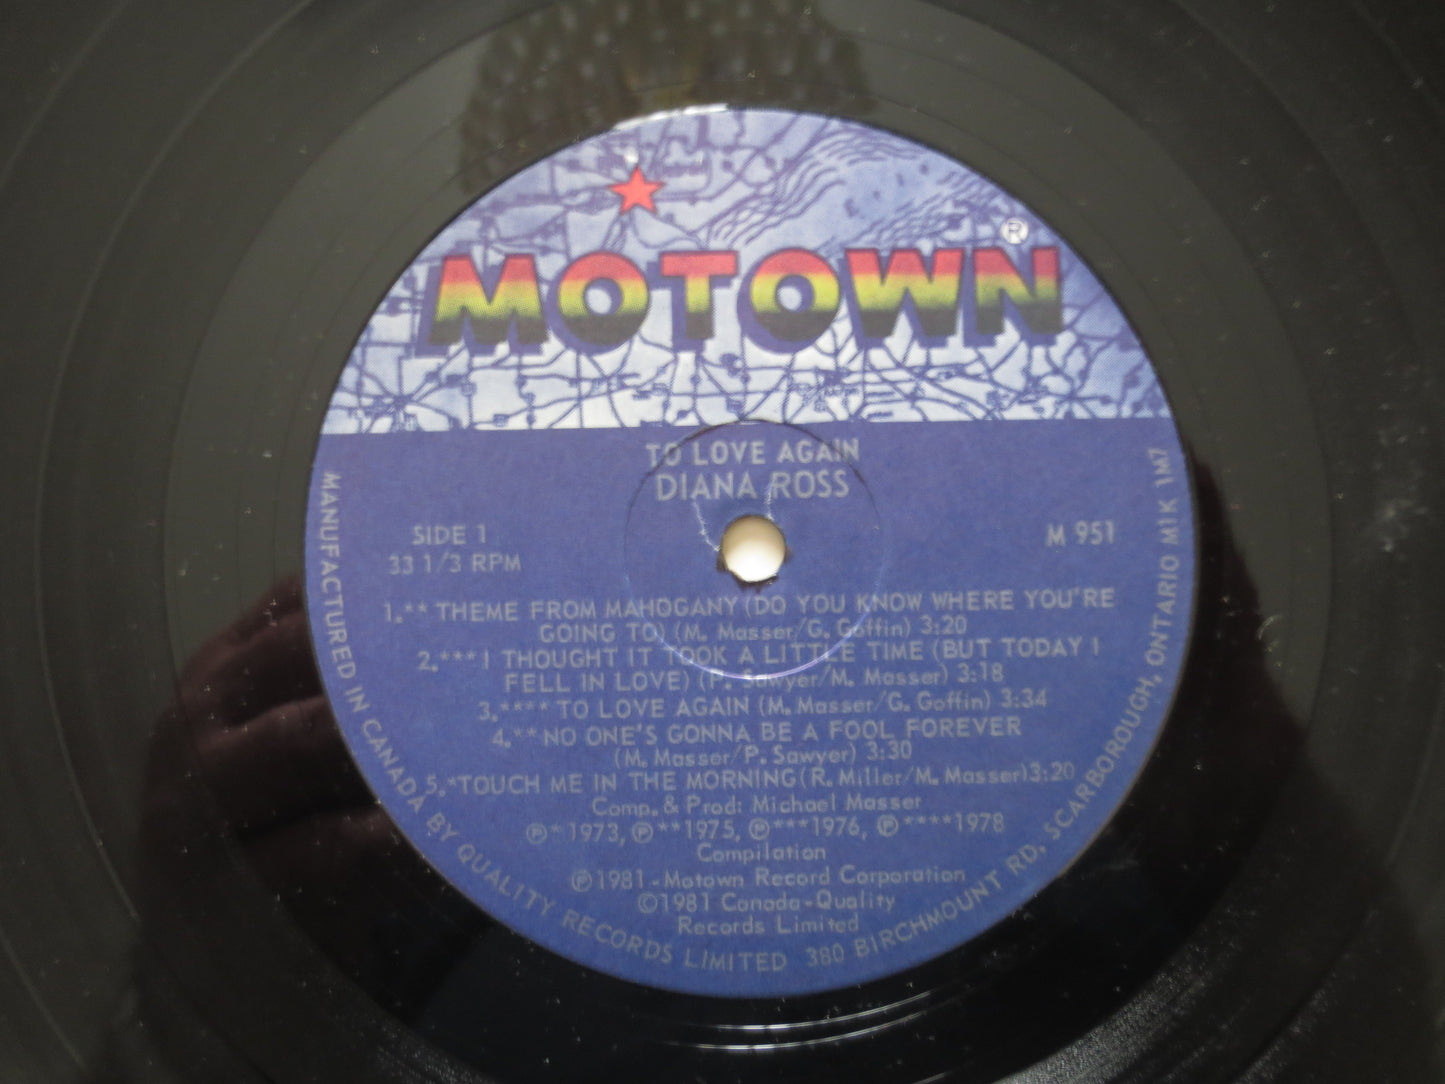 MOTOWN®
TO LOVE AGAIN
DIANA ROSS
SIDE 1
33 1/3 RPM
M 951
1.** THEME FROM MAHOGANY (DO YOU KNOW WHERE YOU'RE
GOING TO) (M. Masser/G. Goffin) 3:20
2.*** I THOUGHT IT TOOK A LITTLE TIME (BUT TODAY I
FELL IN LOVE) (P. Sawyer/M. Masser) 3:18
3.**** TO LOVE AGAIN (M. Masser/G. Goffin) 3:34
4.** NO ONE'S GONNA BE A FOOL FOREVER
(M. Masser/P. Sawyer) 3:30
5.*TOUCH ME IN THE MORNING (R. Miller/M. Masser) 3:20
Comp. & Prod: Michael Masser
℗*1973, ℗**1975, ℗***1976, ℗****1978
Compilation
℗1981-Motown Record Corporation
©1981 Canada-Quality
Records Limited
MANUFACTURED IN CANADA BY QUALITY RECORDS LIMITED 380 BIRCHMOUNT RD, SCARBOROUGH, ONTARIO M1K 1M7